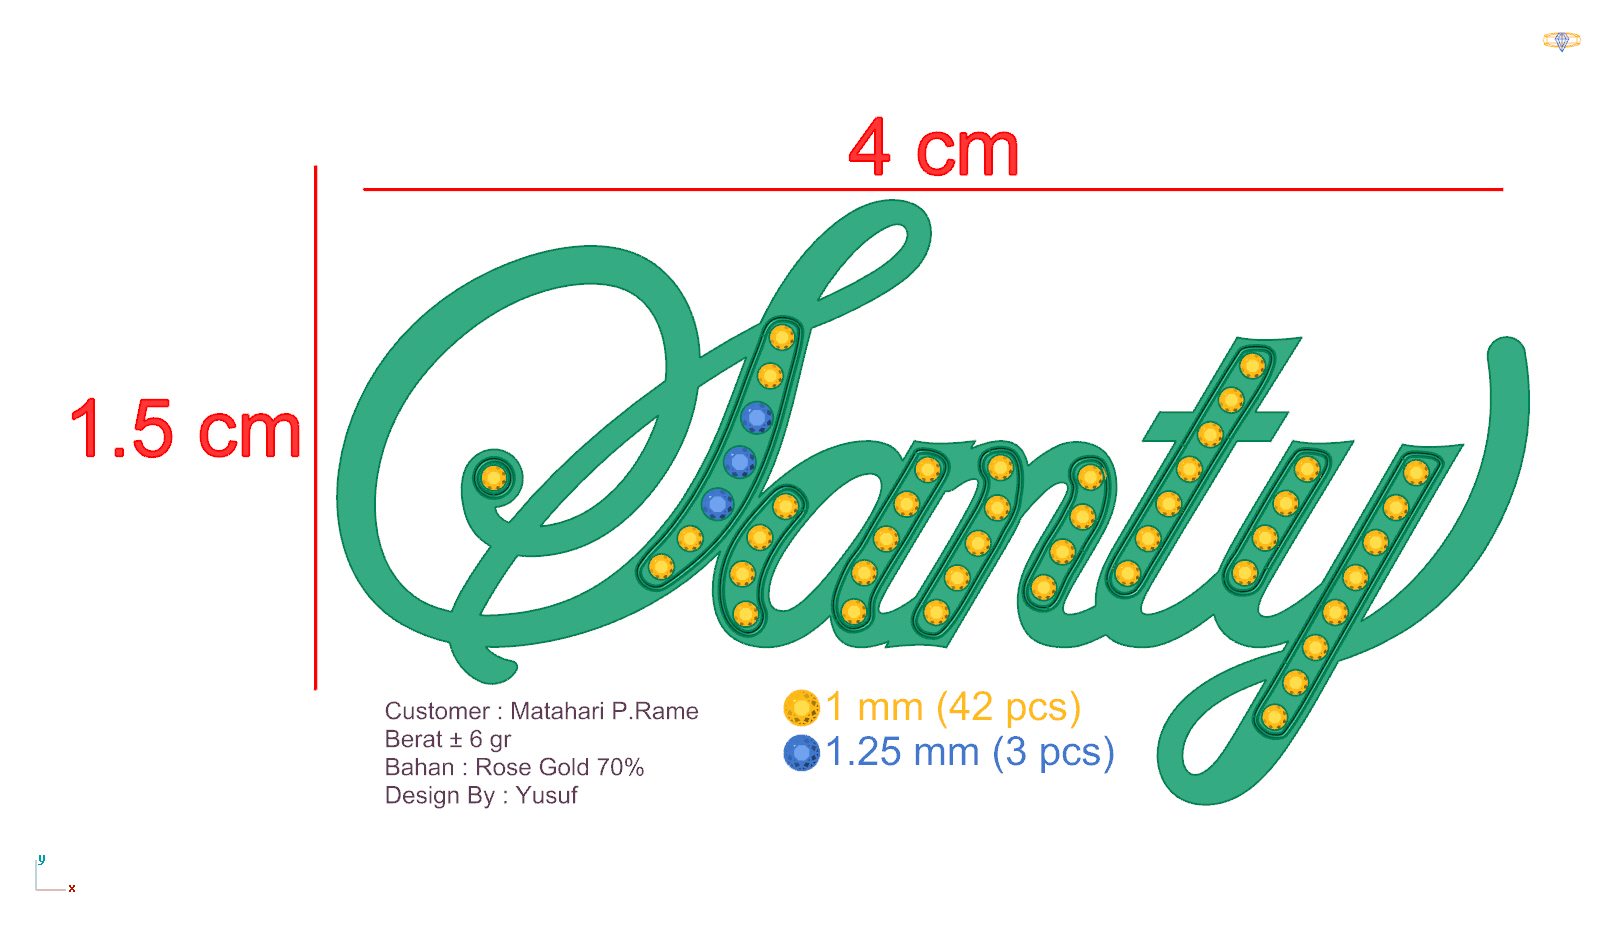 4 cm
1.5 cm
Santy
Customer : Matahari P.Rame
Berat ± 6 gr
Bahan : Rose Gold 70%
Design By : Yusuf
1 mm (42 pcs)
1.25 mm (3 pcs)
y
x